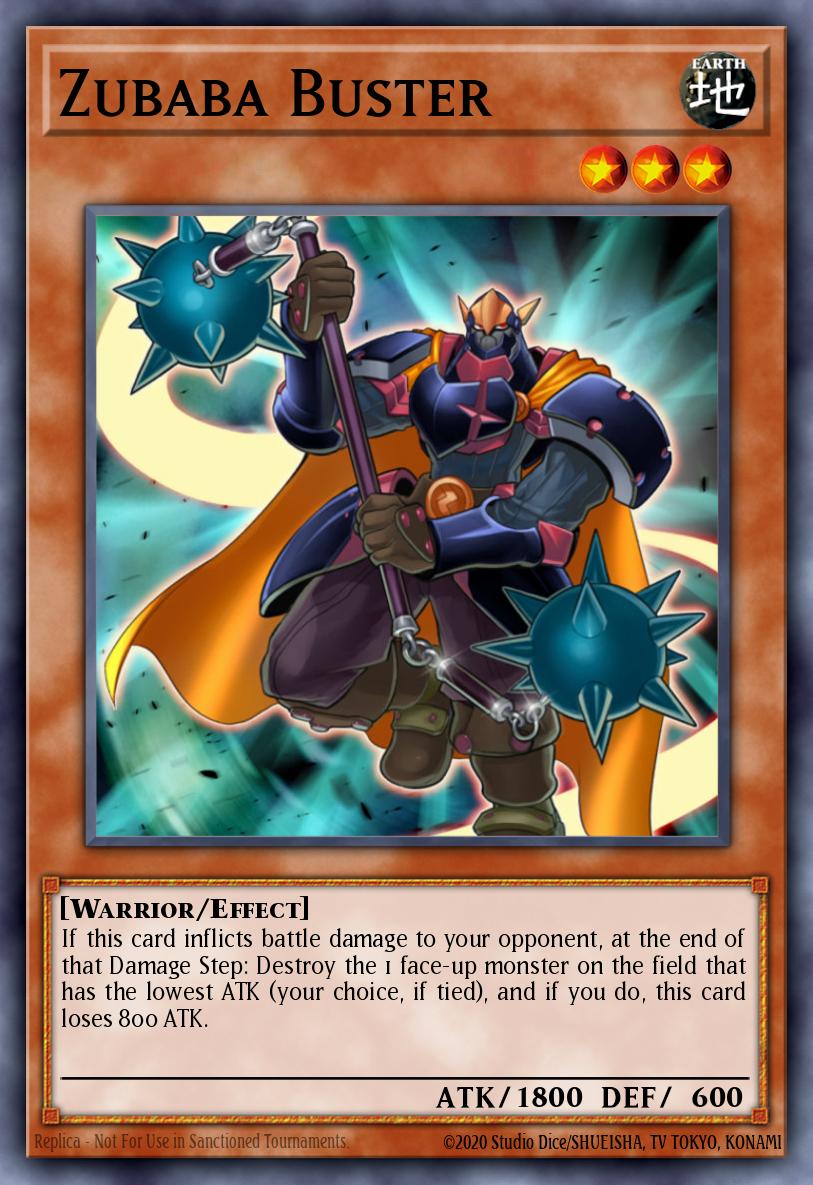 Zubaba Buster
EARTH
地
[Warrior/Effect]
If this card inflicts battle damage to your opponent, at the end of
that Damage Step: Destroy the 1 face-up monster on the field that
has the lowest ATK (your choice, if tied), and if you do, this card
loses 800 ATK.
ATK/1800 DEF/ 600
Replica - Not For Use in Sanctioned Tournaments.
©2020 Studio Dice/SHUEISHA, TV TOKYO, KONAMI